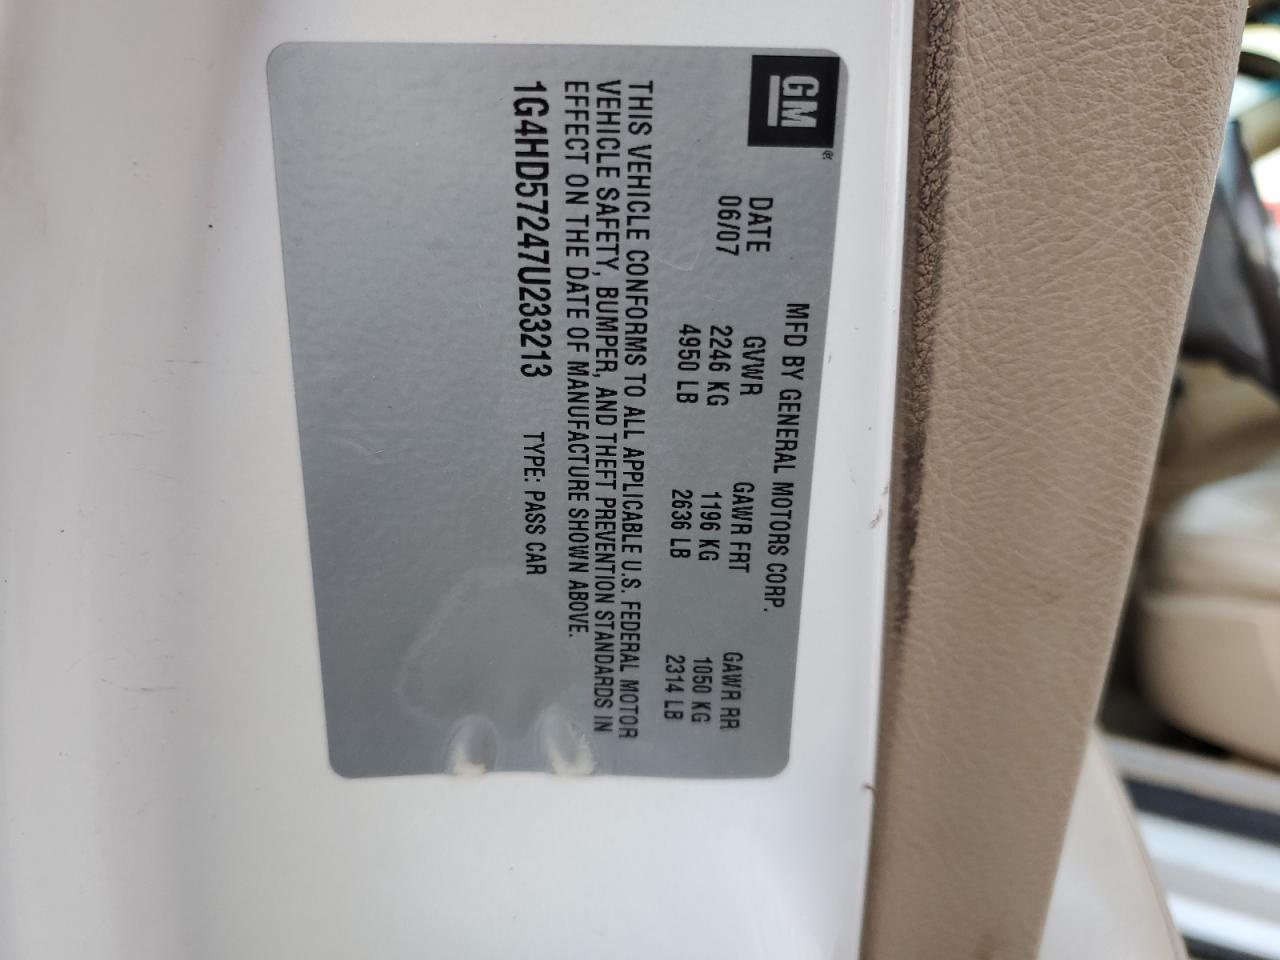 GM®
MFD BY GENERAL MOTORS CORP.
DATE GVWR GAWR FRT GAWR RR
06/07 2246 KG 1196 KG 1050 KG
4950 LB 2636 LB 2314 LB
THIS VEHICLE CONFORMS TO ALL APPLICABLE U.S. FEDERAL MOTOR
VEHICLE SAFETY, BUMPER, AND THEFT PREVENTION STANDARDS IN
EFFECT ON THE DATE OF MANUFACTURE SHOWN ABOVE.
1G4HD57247U233213 TYPE: PASS CAR